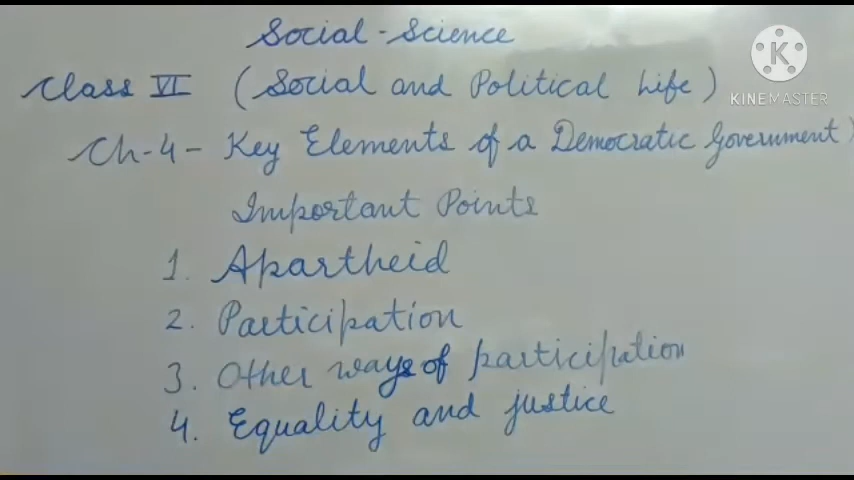 Social-Science
Class VI (Social and Political Life)
Ch-4- Key Elements of a Democratic Government)
Important Points
1. Apartheid
2. Participation
3. Other ways of participation
4. Equality and justice
K
KINEMASTER